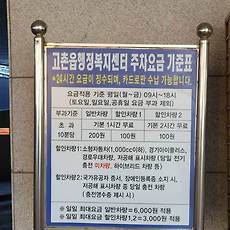 고촌읍행정복지센터 주차요금 기준표
*24시간 요금이 징수되며, 카드로만 수납 가능합니다.
요금적용 기준 평일(월~금) 09시~18시
(토요일,일요일,공휴일 요금 부과 제외)
부과기준 일반차량 할인차량1 할인차량2
초 과 기본 1시간 무료 기본 2시간 무료
10분당 200원 100원 100원
할인차량1:소형자동차(1,000cc이하), 경기아이플러스,
경로우대차량, 저공해 표시차량( 당일 전기
충전 미차량, 하이브리드 차량 등)
할인차량2:국가유공자 증서, 장애인등록증 소지 시,
저공해 표시차량 중 당일 충전 차량
(충전영수증 제시 시)
※ 일일 최대요금 일반차량=6,000원 적용
※ 일일 최대요금 할인차량1,2=3,000원 적용